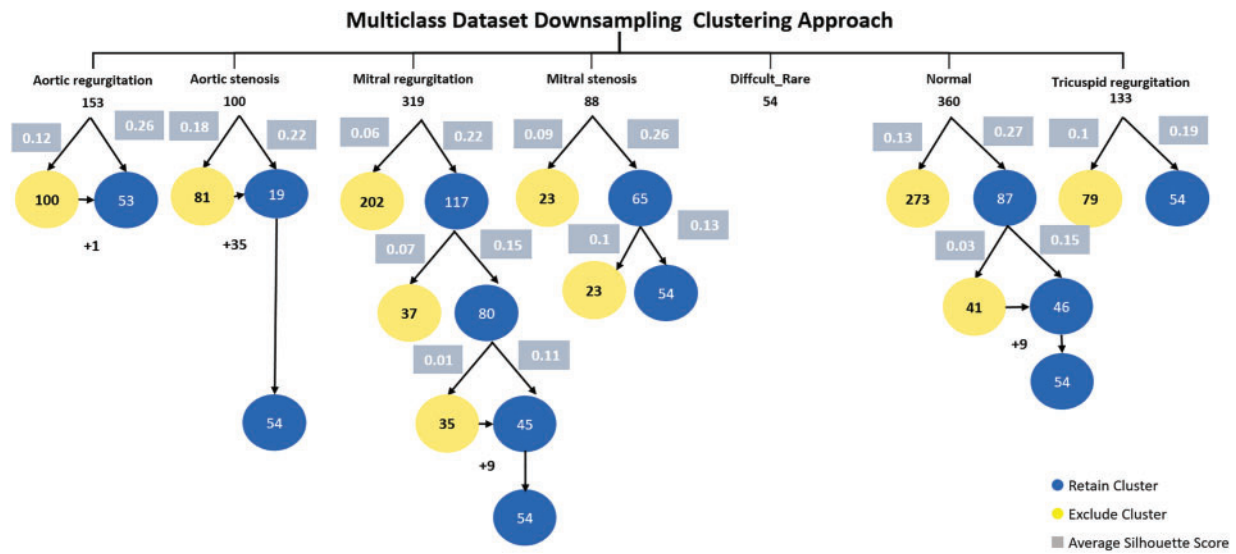 Multiclass Dataset Downsampling Clustering Approach
Aortic regurgitation Aortic stenosis Mitral regurgitation Mitral stenosis Diffcult_Rare Normal Tricuspid regurgitation
153 100 319 88 54 360 133
0.12 0.26 0.18 0.22 0.06 0.22 0.09 0.26 0.13 0.27 0.1 0.19
100 53 81 19 202 117 23 65 273 87 79 54
+1 +35 0.07 0.15 0.1 0.13 0.03 0.15
37 80 23 54 41 46
+9
0.01 0.11
54
54 35 45
+9
54
Retain Cluster
Exclude Cluster
Average Silhouette Score